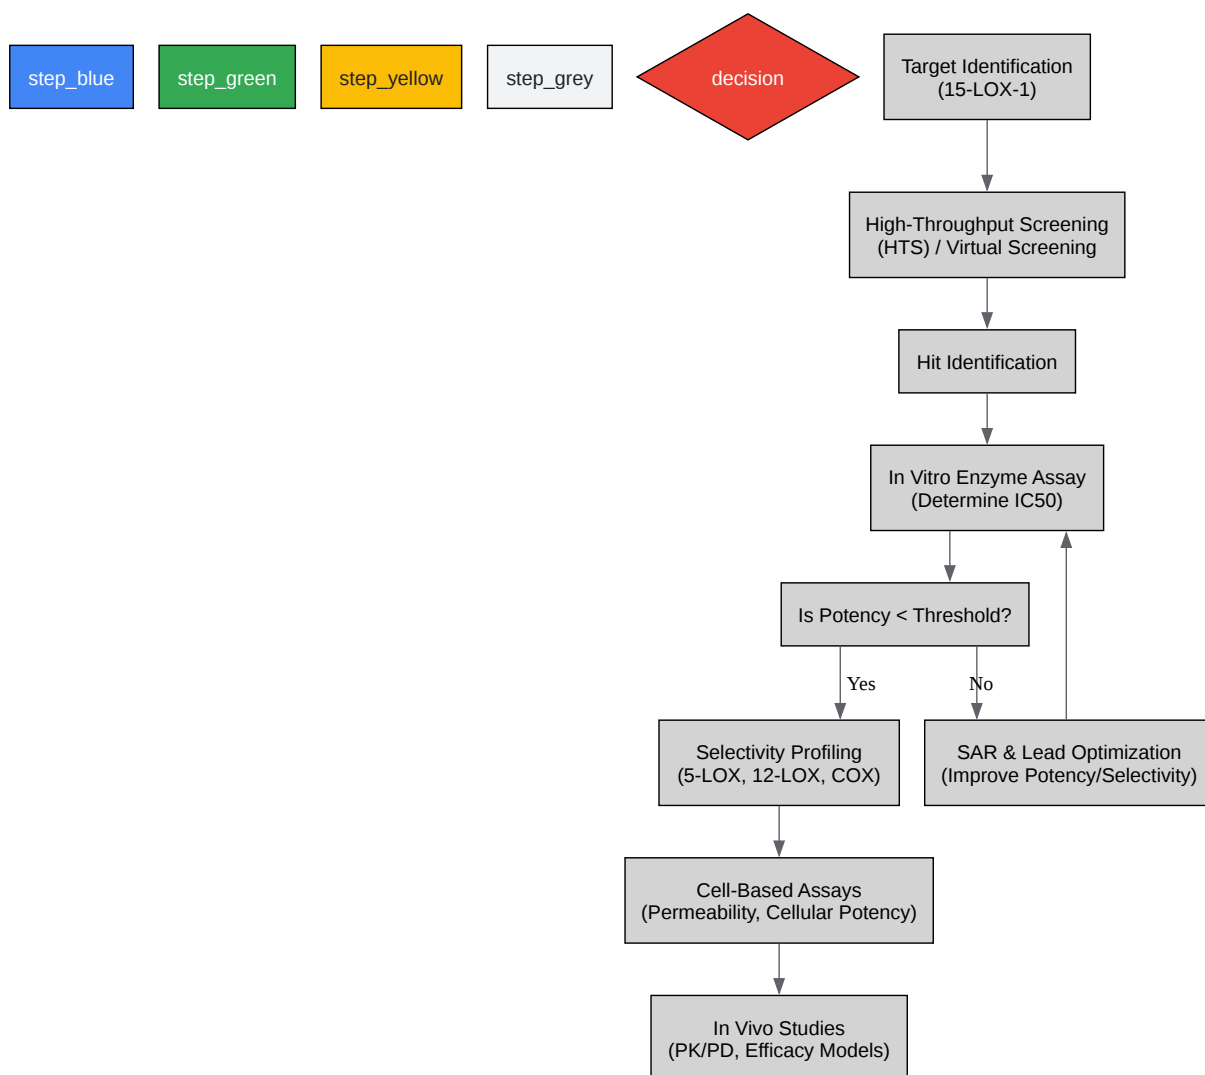 step_blue
step_green
step_yellow
step_grey
decision
Target Identification
(15-LOX-1)
High-Throughput Screening
(HTS) / Virtual Screening
Hit Identification
In Vitro Enzyme Assay
(Determine IC50)
Is Potency < Threshold?
Yes
No
Selectivity Profiling
(5-LOX, 12-LOX, COX)
SAR & Lead Optimization
(Improve Potency/Selectivity)
Cell-Based Assays
(Permeability, Cellular Potency)
In Vivo Studies
(PK/PD, Efficacy Models)